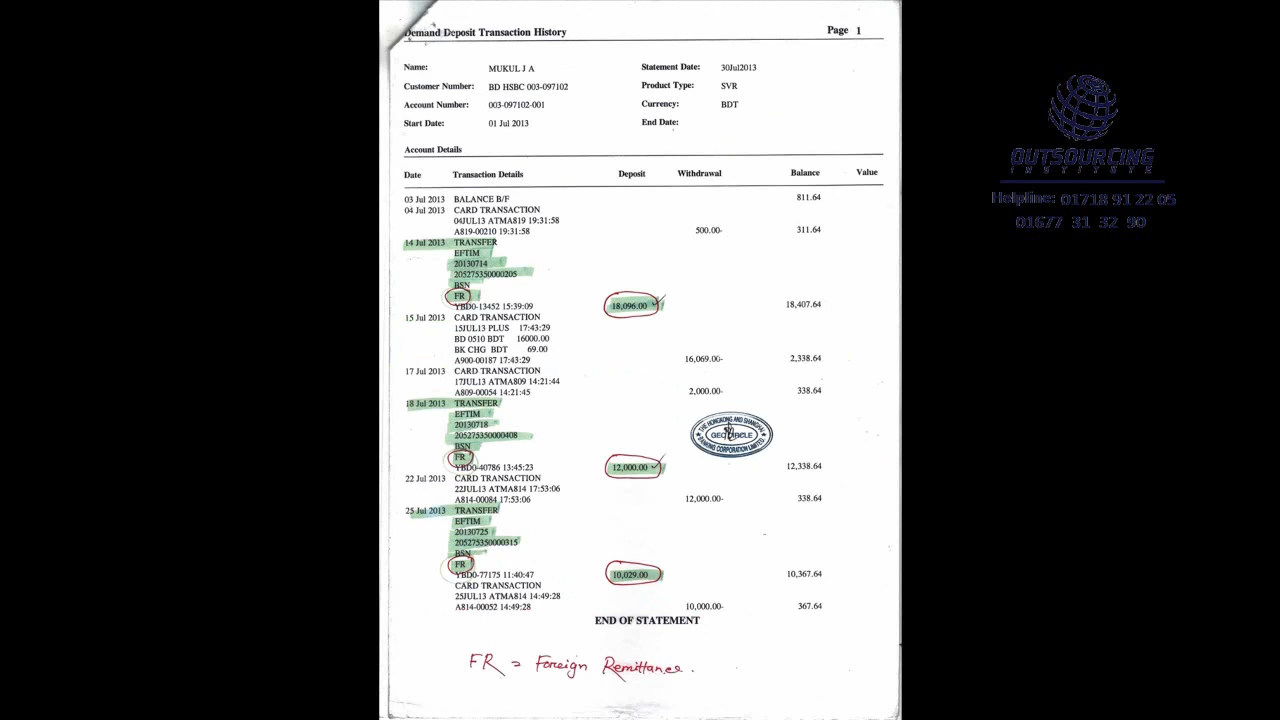 Demand Deposit Transaction History Page 1
Name: MUKUL J A Statement Date: 30Jul2013
Customer Number: BD HSBC 003-097102 Product Type: SVR
Account Number: 003-097102-001 Currency: BDT
Start Date: 01 Jul 2013 End Date:
Account Details
Date Transaction Details Deposit Withdrawal Balance Value
03 Jul 2013 BALANCE B/F 811.64
04 Jul 2013 CARD TRANSACTION
04JUL13 ATMA819 19:31:58
A819-00210 19:31:58 500.00- 311.64
14 Jul 2013 TRANSFER
EFTIM
20130714
205275350000205
BSN
FR
YBD0-13452 15:39:09 18,096.00 18,407.64
15 Jul 2013 CARD TRANSACTION
15JUL13 PLUS 17:43:29
BD 0510 BDT 16000.00
BK CHG BDT 69.00
A900-00187 17:43:29 16,069.00- 2,338.64
17 Jul 2013 CARD TRANSACTION
17JUL13 ATMA809 14:21:44
A809-00054 14:21:45 2,000.00- 338.64
18 Jul 2013 TRANSFER
EFTIM
20130718
205275350000408
BSN
FR
YBD0-40786 13:45:23 12,000.00 12,338.64
22 Jul 2013 CARD TRANSACTION
22JUL13 ATMA814 17:53:06
A814-00084 17:53:06 12,000.00- 338.64
25 Jul 2013 TRANSFER
EFTIM
20130725
205275350000315
BSN
FR
YBD0-77175 11:40:47 10,029.00 10,367.64
CARD TRANSACTION
25JUL13 ATMA814 14:49:28
A814-00052 14:49:28 10,000.00- 367.64
END OF STATEMENT
FR = Foreign Remittance.
THE HONGKONG AND SHANGHAI
GEC CIRCLE
BANKING CORPORATION LIMITED
OUTSOURCING
INSTITUTE
Helpline: 01718 91 22 05
01677 31 32 90